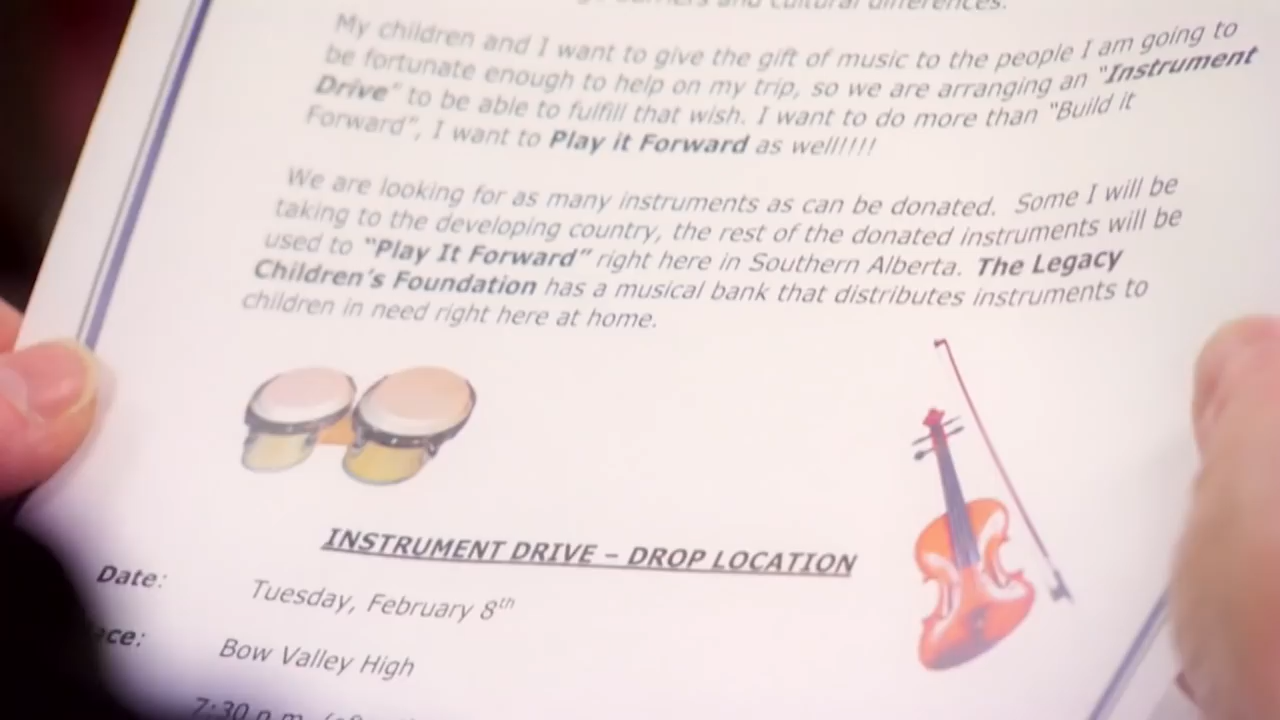 and cultural differences.
My children and I want to give the gift of music to the people I am going to
be fortunate enough to help on my trip, so we are arranging an “Instrument
Drive” to be able to fulfill that wish. I want to do more than “Build it
Forward”, I want to Play it Forward as well!!!!
We are looking for as many instruments as can be donated. Some I will be
taking to the developing country, the rest of the donated instruments will be
used to “Play It Forward” right here in Southern Alberta. The Legacy
Children’s Foundation has a musical bank that distributes instruments to
children in need right here at home.
INSTRUMENT DRIVE – DROP LOCATION
Date: Tuesday, February 8th
ace: Bow Valley High
7:30 p.m.